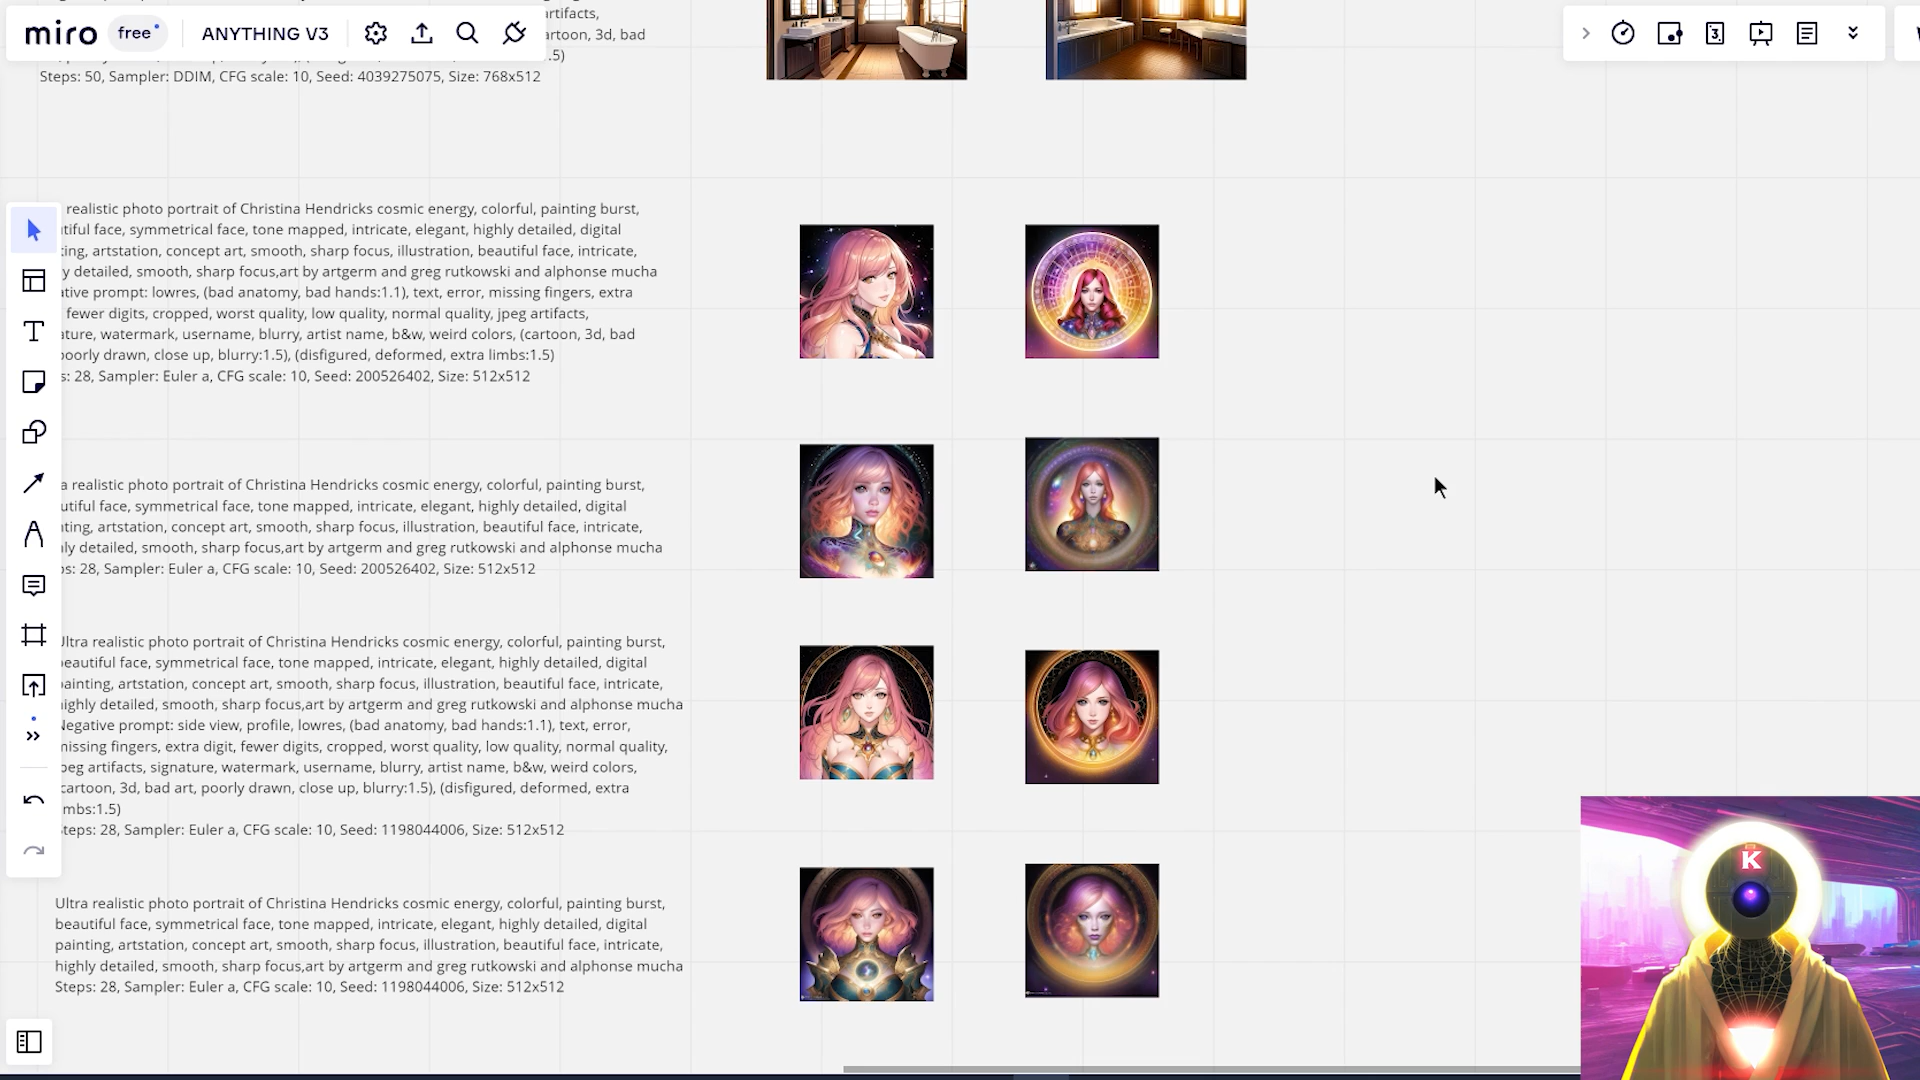 miro free ANYTHING V3
artifacts,
artoon, 3d, bad
.5)
Steps: 50, Sampler: DDIM, CFG scale: 10, Seed: 4039275075, Size: 768x512
realistic photo portrait of Christina Hendricks cosmic energy, colorful, painting burst,
utiful face, symmetrical face, tone mapped, intricate, elegant, highly detailed, digital
ting, artstation, concept art, smooth, sharp focus, illustration, beautiful face, intricate,
y detailed, smooth, sharp focus,art by artgerm and greg rutkowski and alphonse mucha
ative prompt: lowres, (bad anatomy, bad hands:1.1), text, error, missing fingers, extra
fewer digits, cropped, worst quality, low quality, normal quality, jpeg artifacts,
ature, watermark, username, blurry, artist name, b&w, weird colors, (cartoon, 3d, bad
poorly drawn, close up, blurry:1.5), (disfigured, deformed, extra limbs:1.5)
s: 28, Sampler: Euler a, CFG scale: 10, Seed: 200526402, Size: 512x512
a realistic photo portrait of Christina Hendricks cosmic energy, colorful, painting burst,
utiful face, symmetrical face, tone mapped, intricate, elegant, highly detailed, digital
nting, artstation, concept art, smooth, sharp focus, illustration, beautiful face, intricate,
ly detailed, smooth, sharp focus,art by artgerm and greg rutkowski and alphonse mucha
ps: 28, Sampler: Euler a, CFG scale: 10, Seed: 200526402, Size: 512x512
Ultra realistic photo portrait of Christina Hendricks cosmic energy, colorful, painting burst,
beautiful face, symmetrical face, tone mapped, intricate, elegant, highly detailed, digital
painting, artstation, concept art, smooth, sharp focus, illustration, beautiful face, intricate,
highly detailed, smooth, sharp focus,art by artgerm and greg rutkowski and alphonse mucha
Negative prompt: side view, profile, lowres, (bad anatomy, bad hands:1.1), text, error,
missing fingers, extra digit, fewer digits, cropped, worst quality, low quality, normal quality,
jpeg artifacts, signature, watermark, username, blurry, artist name, b&w, weird colors,
(cartoon, 3d, bad art, poorly drawn, close up, blurry:1.5), (disfigured, deformed, extra
imbs:1.5)
Steps: 28, Sampler: Euler a, CFG scale: 10, Seed: 1198044006, Size: 512x512
Ultra realistic photo portrait of Christina Hendricks cosmic energy, colorful, painting burst,
beautiful face, symmetrical face, tone mapped, intricate, elegant, highly detailed, digital
painting, artstation, concept art, smooth, sharp focus, illustration, beautiful face, intricate,
highly detailed, smooth, sharp focus,art by artgerm and greg rutkowski and alphonse mucha
Steps: 28, Sampler: Euler a, CFG scale: 10, Seed: 1198044006, Size: 512x512
K